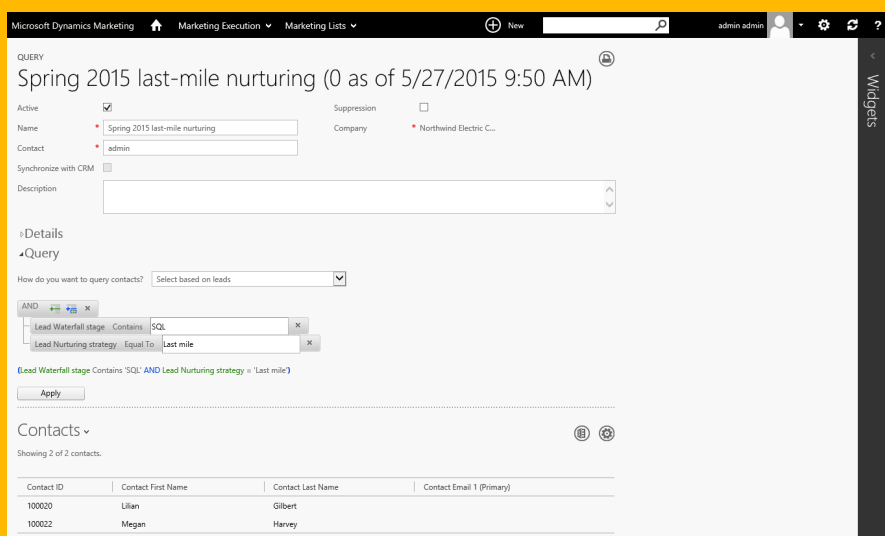 Microsoft Dynamics Marketing Marketing Execution Marketing Lists New admin admin ?
QUERY
Spring 2015 last-mile nurturing (0 as of 5/27/2015 9:50 AM)
Widgets
Active Suppression
Name * Spring 2015 last-mile nurturing Company * Northwind Electric C...
Contact * admin
Synchronize with CRM
Description
Details
Query
How do you want to query contacts? Select based on leads
AND
Lead Waterfall stage Contains SQL
Lead Nurturing strategy Equal To Last mile
(Lead Waterfall stage Contains 'SQL' AND Lead Nurturing strategy = 'Last mile')
Apply
Contacts
Showing 2 of 2 contacts.
Contact ID Contact First Name Contact Last Name Contact Email 1 (Primary)
100020 Lilian Gilbert
100022 Megan Harvey